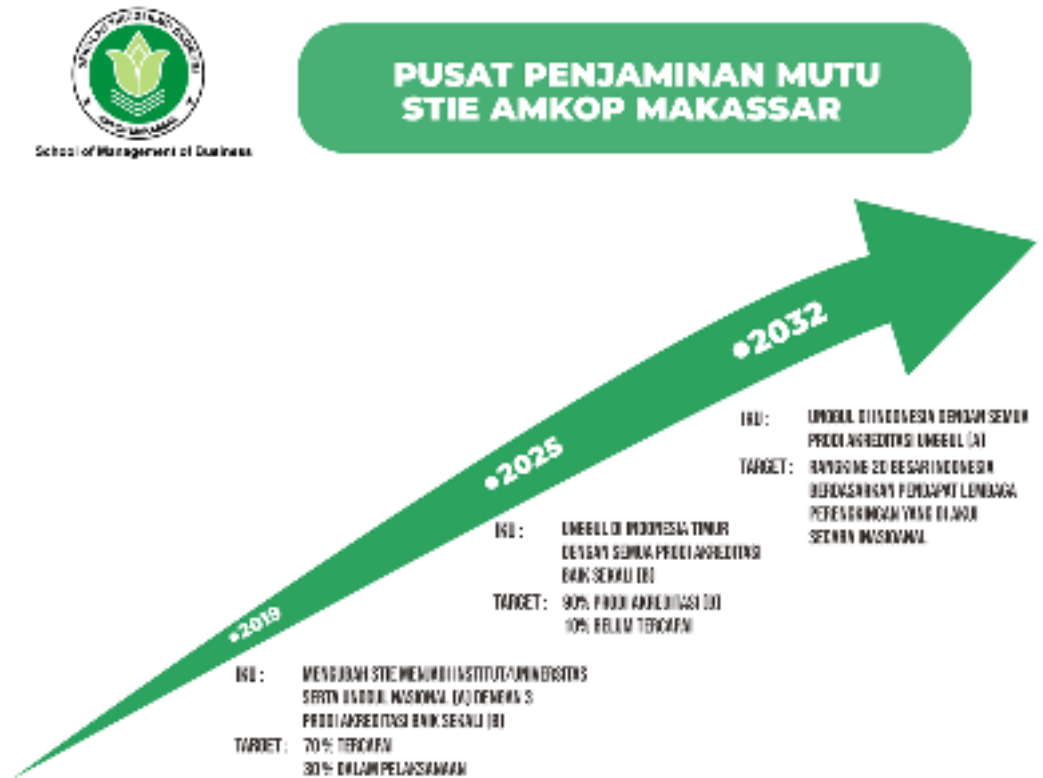 School of Management of Business
PUSAT PENJAMINAN MUTU
STIE AMKOP MAKASSAR
2032
IKU : UNGGUL DI INDONESIA DENGAN SEMUA
PRODI AKREDITASI UNGGUL (A)
TARGET : RANGKING 20 BESAR INDONESIA
BERDASARKAN PENDAPAT LEMBAGA
PERENGKINGAN YANG DI AKUI
SECARA
2025
IKU : UNGGUL DI INDONESIA TIMUR
DENGAN SEMUA PRODI AKREDITASI
BAIK SEKALI (B)
TARGET : 90% PRODI AKREDITASI (B)
10% BELUM TERCAPAI
2019
IKU : MENGUBAH STIE MENJADI INSTITUT/UNIVERSITAS
SERTA UNGGUL NASIONAL (A) DENGAN 3
PRODI AKREDITASI BAIK SEKALI (B)
TARGET : 70 % TERCAPAI
30 % DALAM PELAKSANAAN